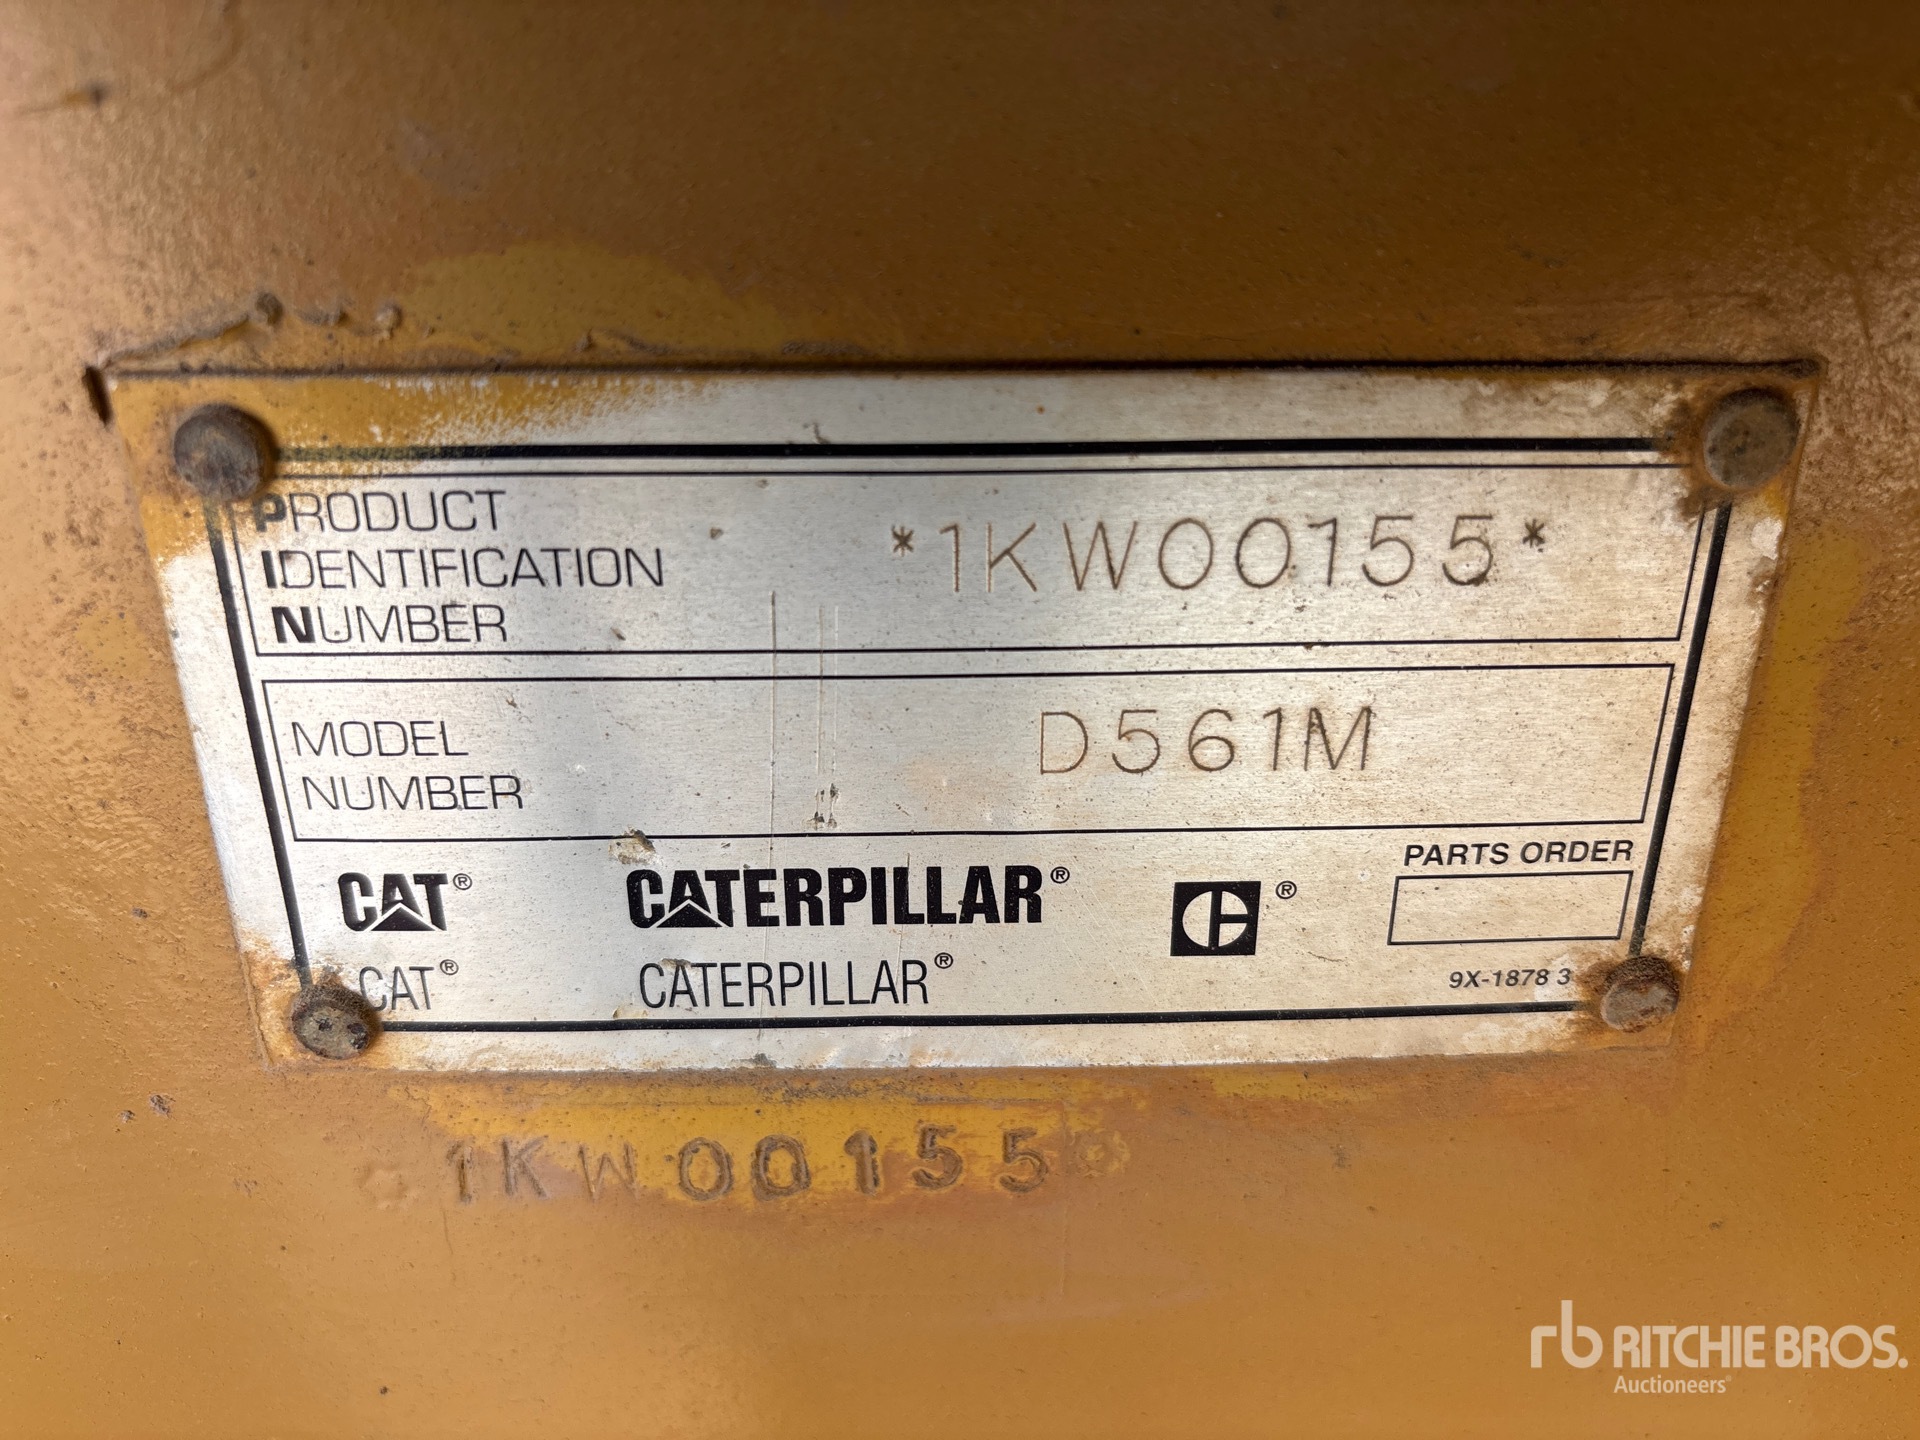 PRODUCT
IDENTIFICATION
NUMBER
*1KW00155*
MODEL
NUMBER
D561M
CAT® CATERPILLAR® ®
PARTS ORDER
CAT® CATERPILLAR®
9X-1878 3
1KW00155
rb RITCHIE BROS.
Auctioneers